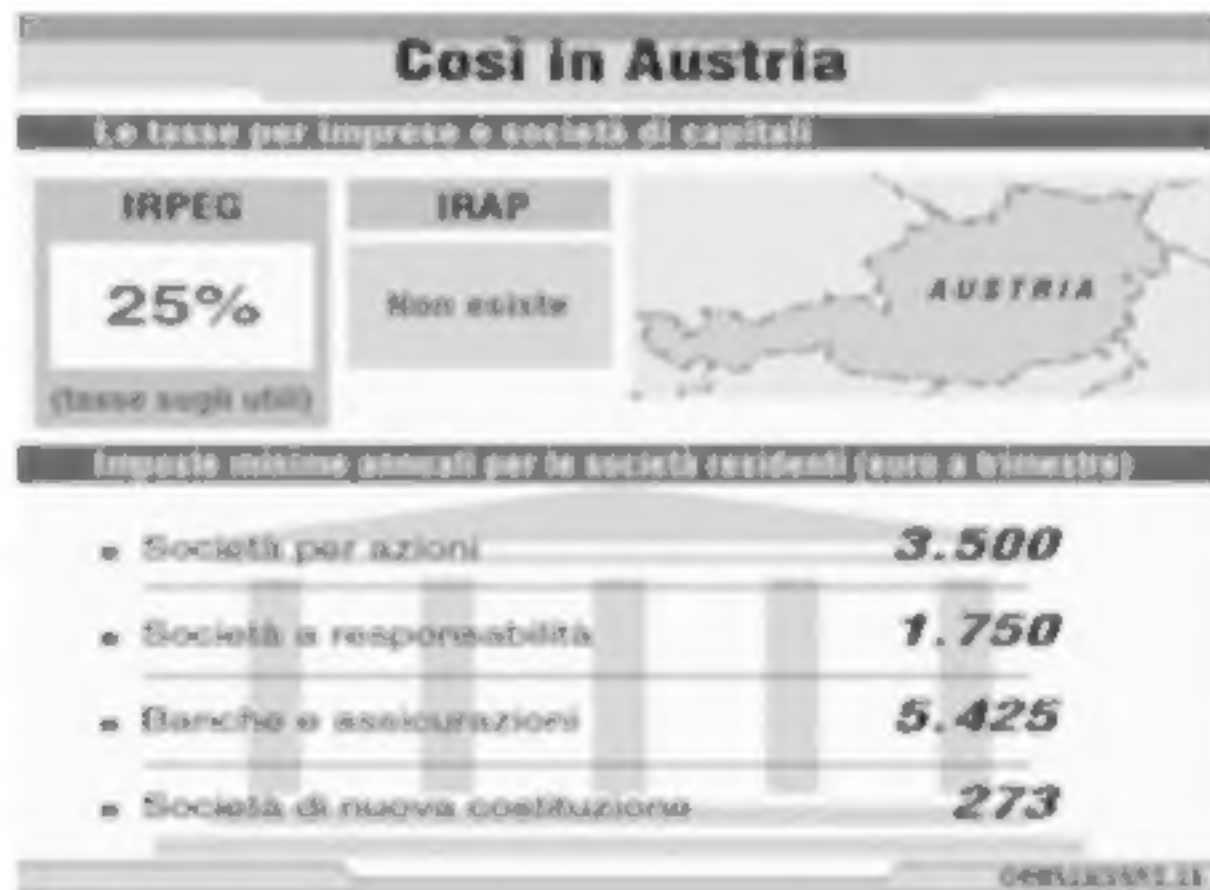 Così in Austria
Le tasse per imprese e società di capitali
IRPEG
25%
(tasse sugli utili)
IRAP
Non esiste
AUSTRIA
Imposte minime annuali per le società residenti (euro a trimestre)
Società per azioni 3.500
Società a responsabilità 1.750
Banche e assicurazioni 5.425
Società di nuova costituzione 273